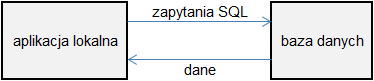 zapytania SQL
aplikacja lokalna
baza danych
dane